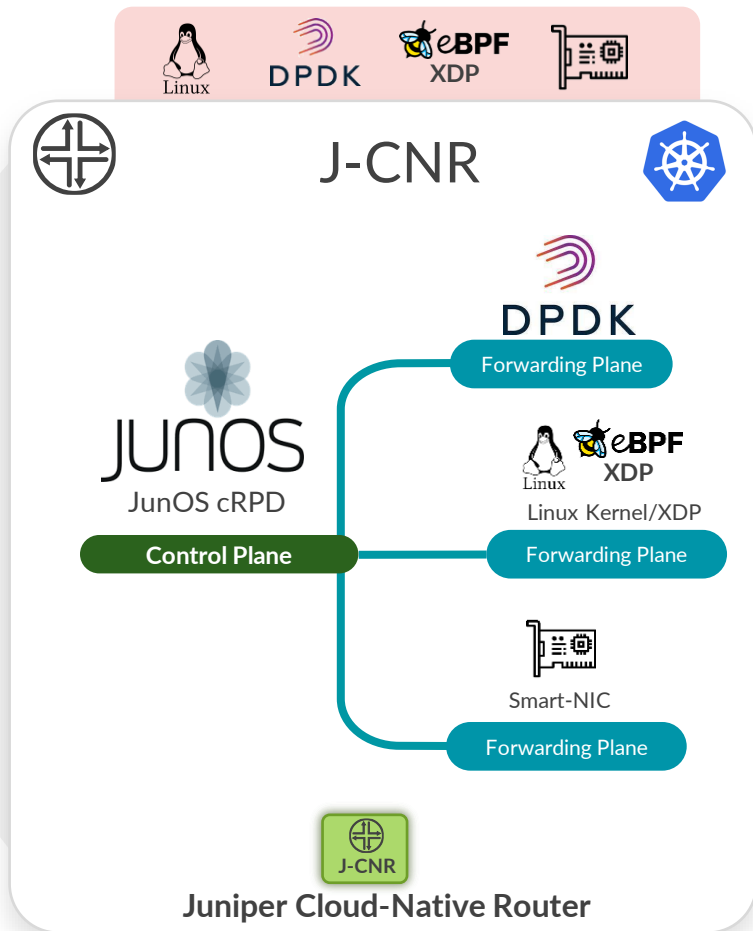 Linux
DPDK
eBPF
XDP
J-CNR
DPDK
Forwarding Plane
JUNOS
JunOS cRPD
Linux
eBPF
XDP
Linux Kernel/XDP
Control Plane
Forwarding Plane
Smart-NIC
Forwarding Plane
J-CNR
Juniper Cloud-Native Router